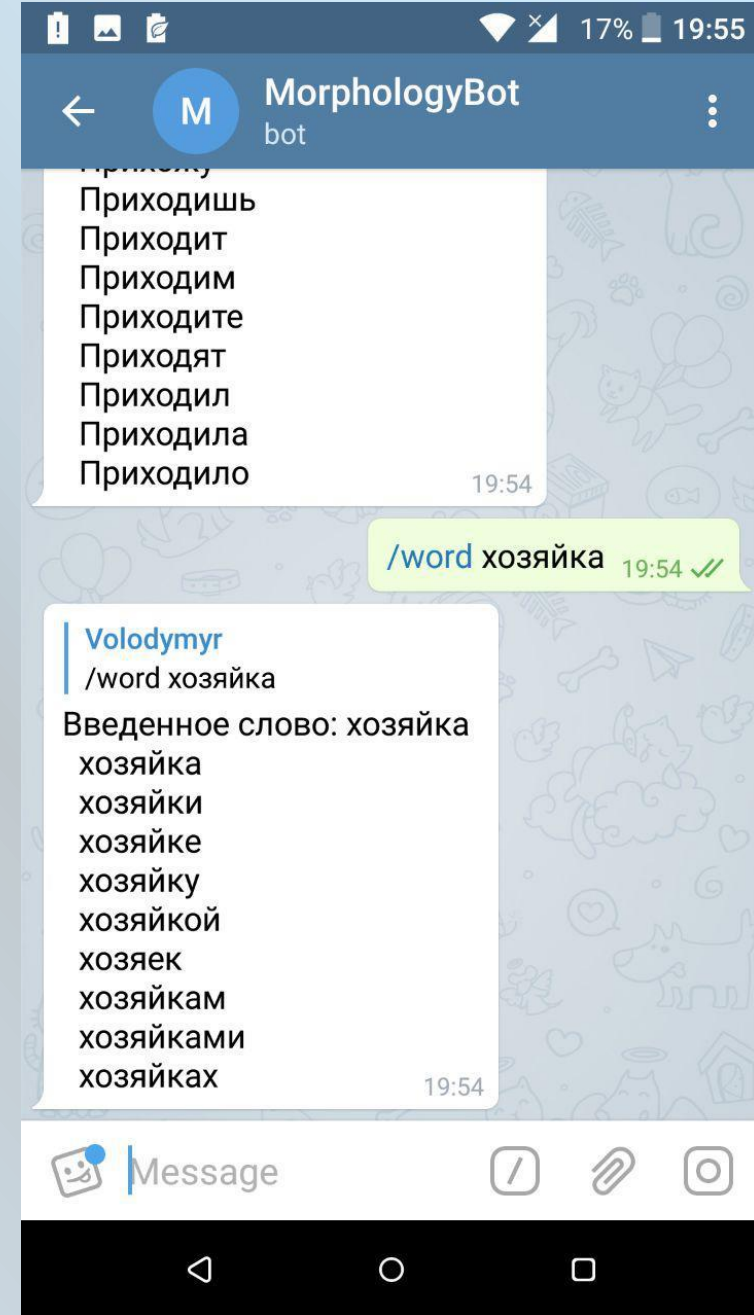 17% 19:55
M MorphologyBot
bot
Приходишь
Приходит
Приходим
Приходите
Приходят
Приходил
Приходила
Приходило
19:54
/word хозяйка 19:54
Volodymyr
/word хозяйка
Введенное слово: хозяйка
хозяйка
хозяйки
хозяйке
хозяйку
хозяйкой
хозяек
хозяйкам
хозяйками
хозяйках
19:54
Message